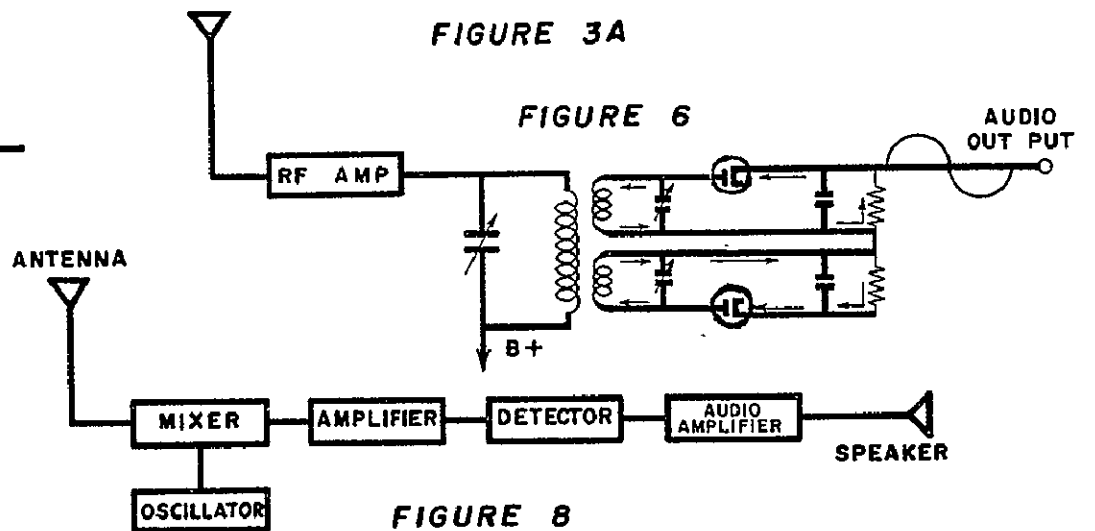 FIGURE 3A
FIGURE 6
AUDIO
OUT PUT
RF AMP
ANTENNA
B+
MIXER
AMPLIFIER
DETECTOR
AUDIO
AMPLIFIER
SPEAKER
OSCILLATOR
FIGURE 8